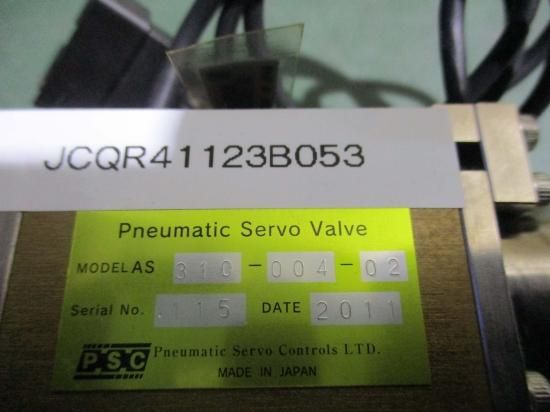 JCQR41123B053
Pneumatic Servo Valve
MODEL AS 310-004-02
Serial No. 115 DATE 2011
PSC Pneumatic Servo Controls LTD.
MADE IN JAPAN